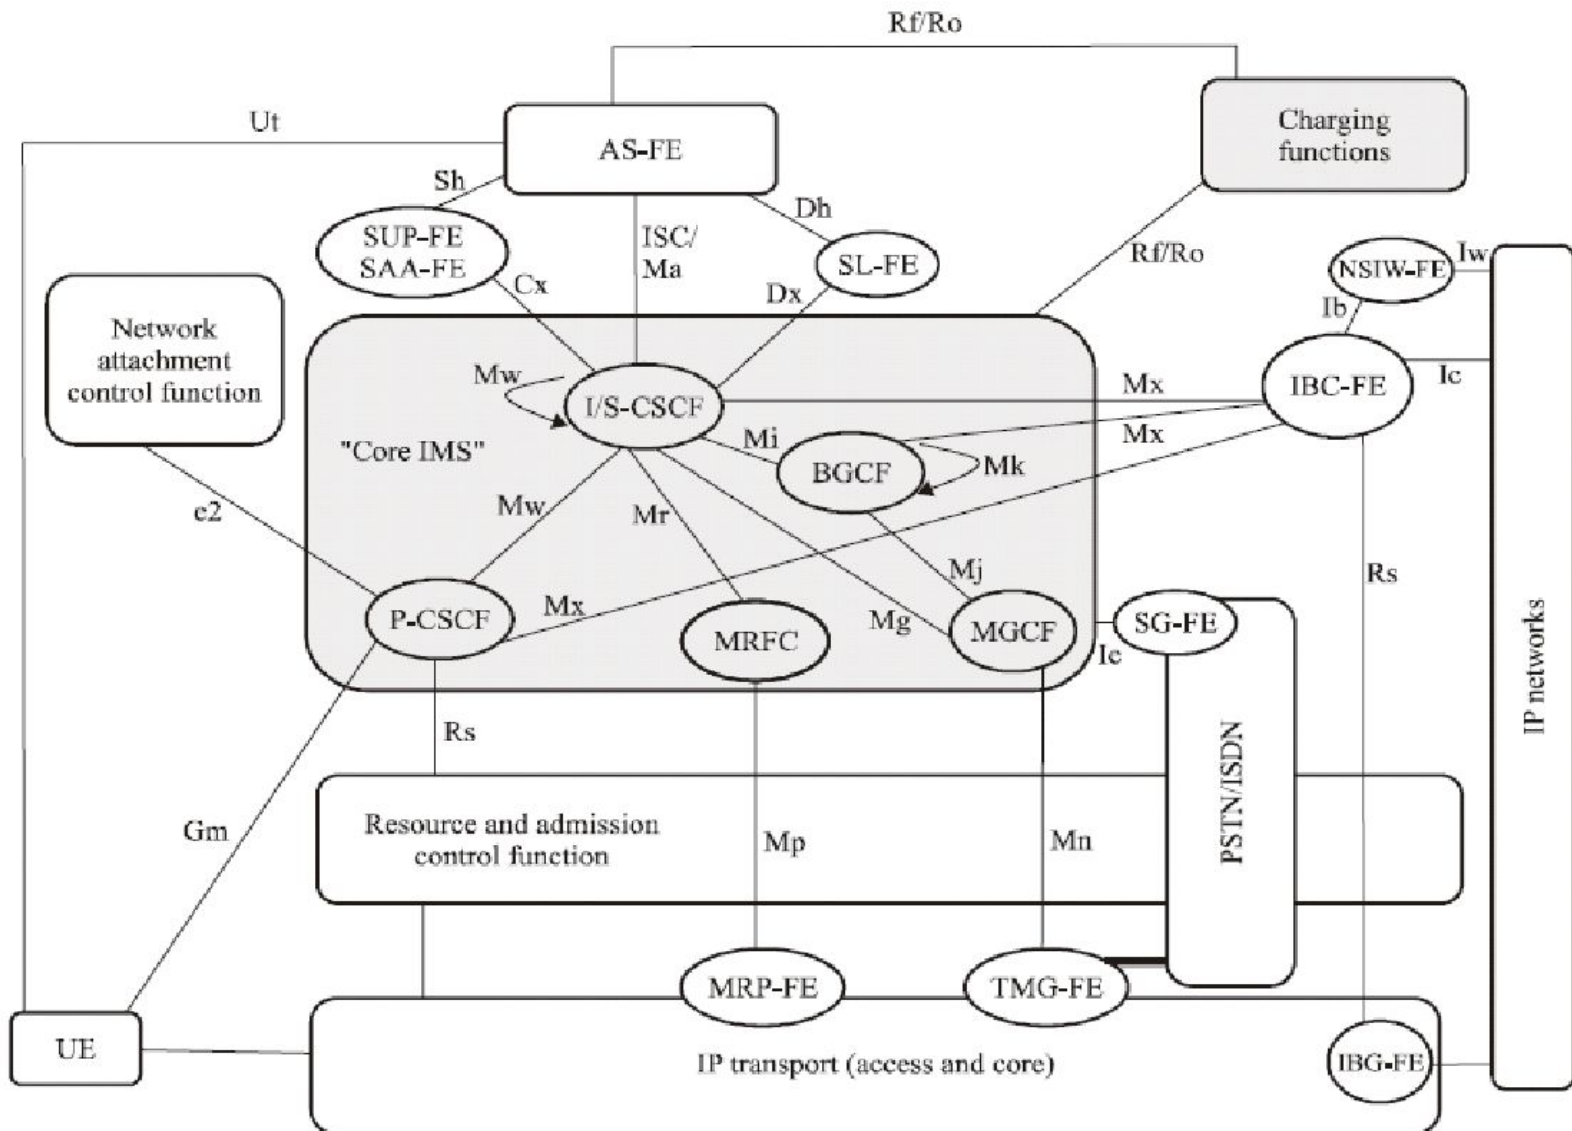 Rf/Ro
Ut
AS-FE
Charging
functions
Sh
Dh
SUP-FE
SAA-FE
ISC/
Ma
SL-FE
Rf/Ro
NSIW-FE
Iw
Cx
Dx
Ib
Network
attachment
control function
Mw
I/S-CSCF
Mx
IBC-FE
Ic
"Core IMS"
Mi
Mx
BGCF
Mk
e2
Mw
Mr
Mj
Rs
P-CSCF
Mx
MRFC
Mg
MGCF
SG-FE
Ie
IP networks
Rs
PSTN/ISDN
Gm
Resource and admission
control function
Mp
Mn
MRP-FE
TMG-FE
UE
IP transport (access and core)
IBG-FE